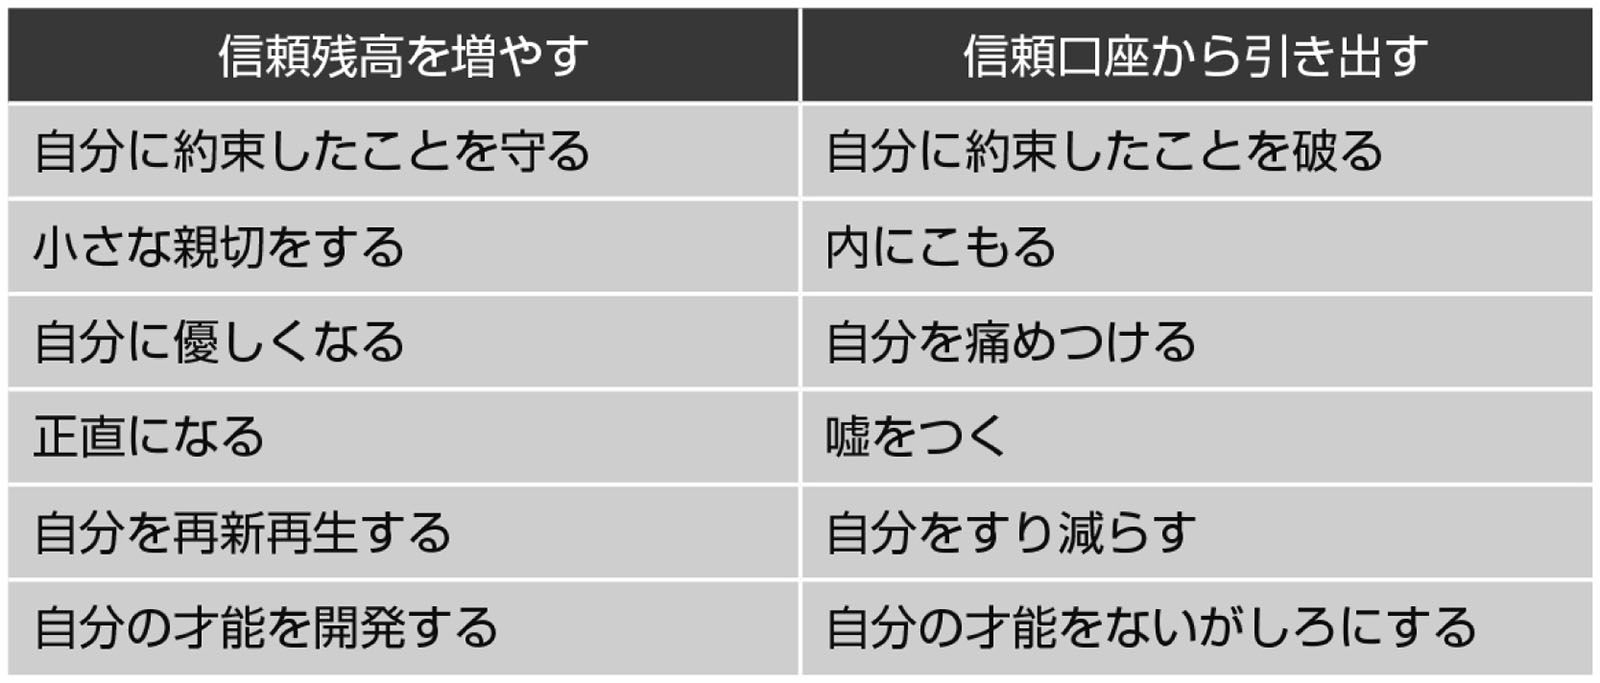 信頼残高を増やす 信頼口座から引き出す
自分に約束したことを守る 自分に約束したことを破る
小さな親切をする 内にこもる
自分に優しくなる 自分を痛めつける
正直になる 嘘をつく
自分を再新再生する 自分をすり減らす
自分の才能を開発する 自分の才能をないがしろにする